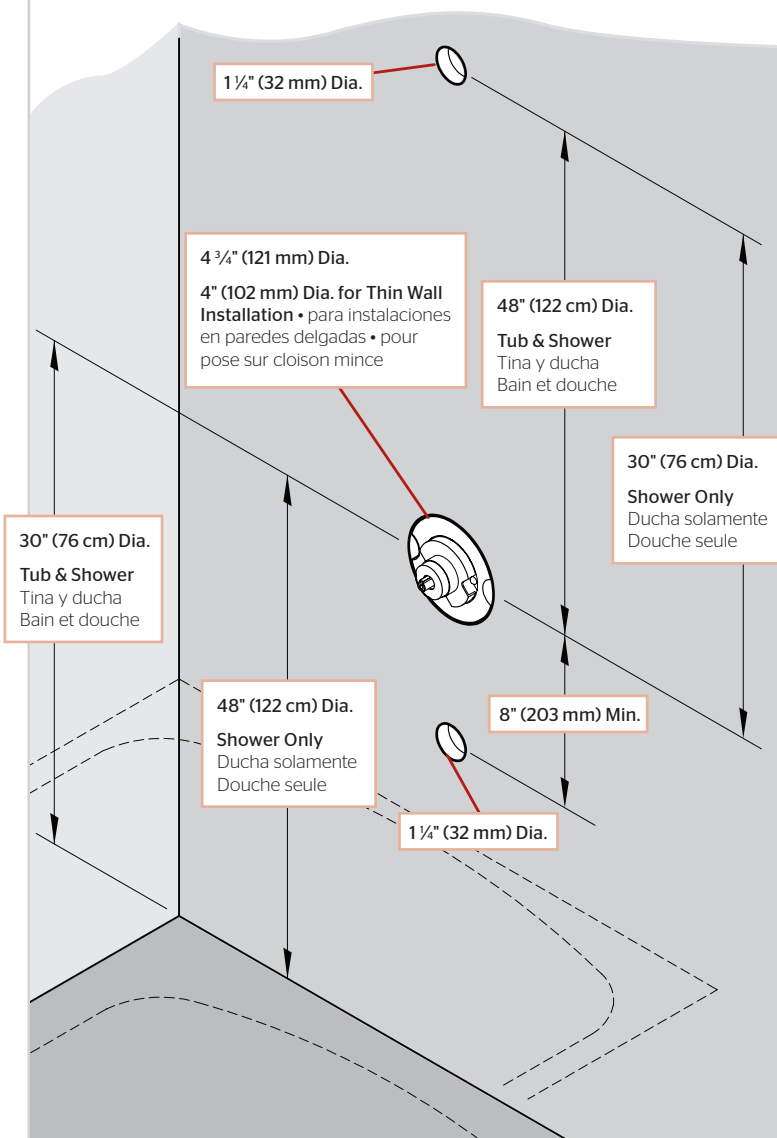 1 ¼" (32 mm) Dia.
4 ¾" (121 mm) Dia.
4" (102 mm) Dia. for Thin Wall
Installation • para instalaciones
en paredes delgadas • pour
pose sur cloison mince
48" (122 cm) Dia.
Tub & Shower
Tina y ducha
Bain et douche
30" (76 cm) Dia.
Shower Only
Ducha solamente
Douche seule
30" (76 cm) Dia.
Tub & Shower
Tina y ducha
Bain et douche
48" (122 cm) Dia.
Shower Only
Ducha solamente
Douche seule
8" (203 mm) Min.
1 ¼" (32 mm) Dia.